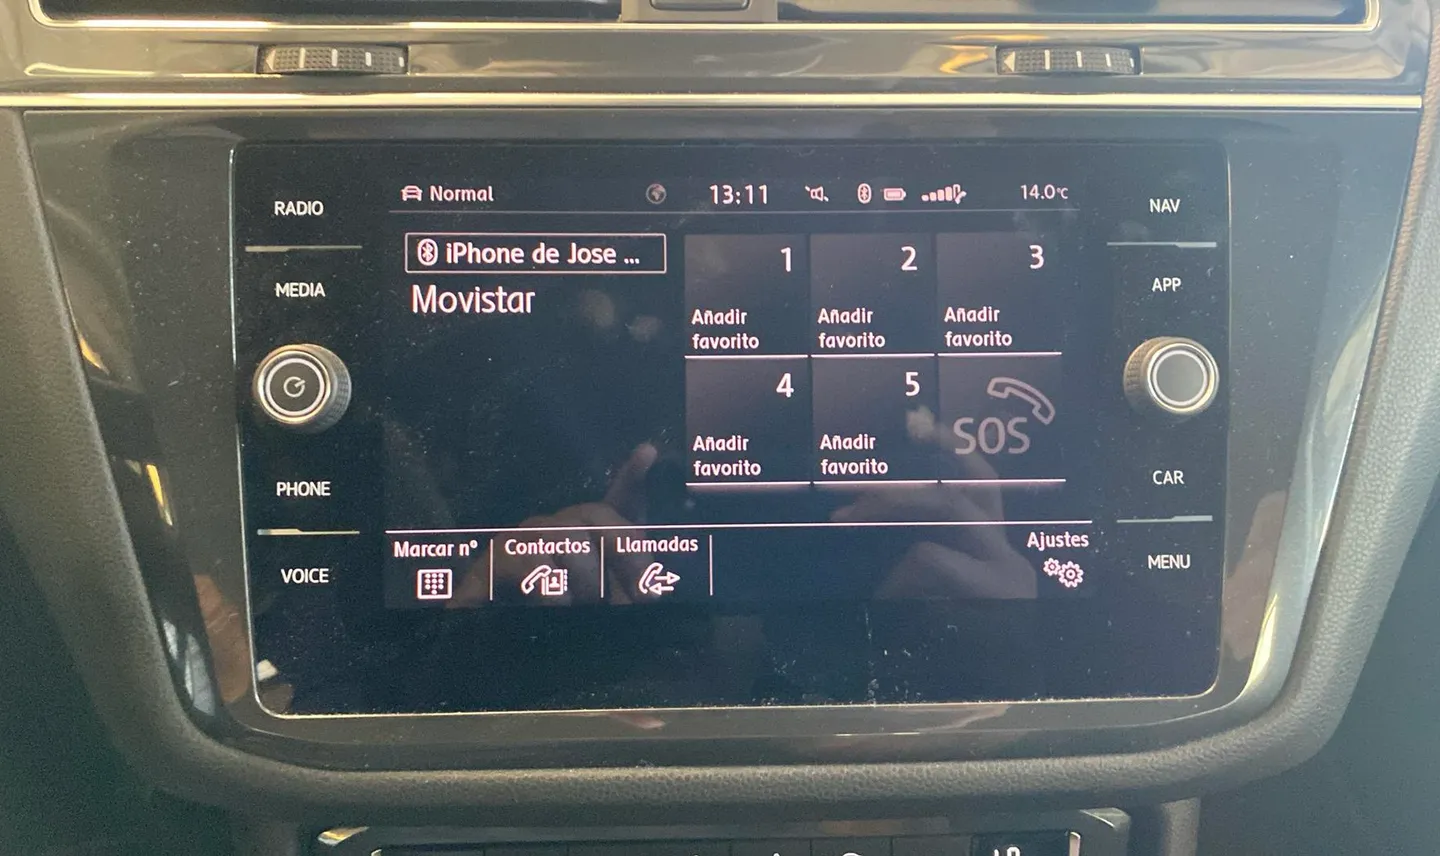 RADIO
MEDIA
PHONE
VOICE
Normal
13:11
14.0°C
iPhone de Jose ...
Movistar
1
Añadir
favorito
2
Añadir
favorito
3
Añadir
favorito
4
Añadir
favorito
5
Añadir
favorito
SOS
Marcar nº
Contactos
Llamadas
Ajustes
NAV
APP
CAR
MENU